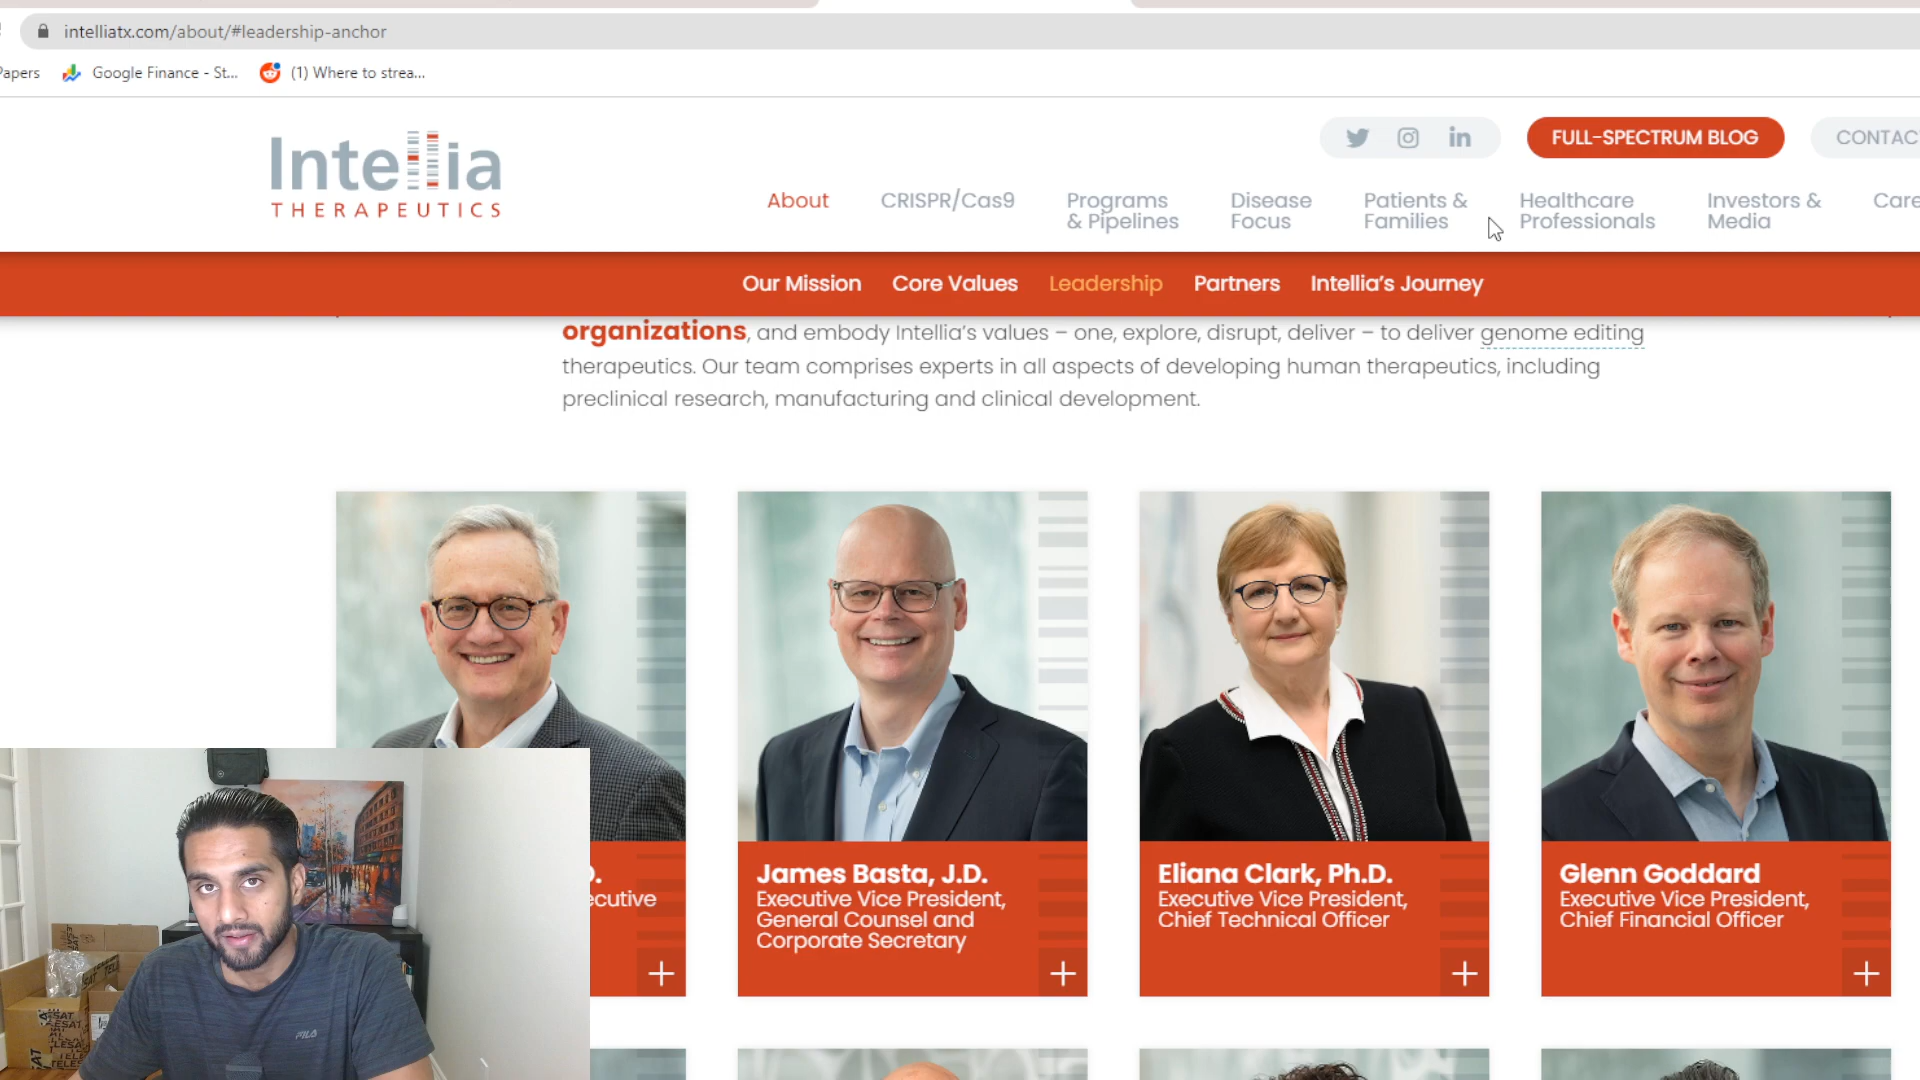 intelliatx.com/about/#leadership-anchor
Papers
Google Finance - St...
(1) Where to strea...
Intellia
THERAPEUTICS
FULL-SPECTRUM BLOG
CONTAC
About
CRISPR/Cas9
Programs
& Pipelines
Disease
Focus
Patients &
Families
Healthcare
Professionals
Investors &
Media
Care
Our Mission
Core Values
Leadership
Partners
Intellia's Journey
organizations, and embody Intellia's values – one, explore, disrupt, deliver – to deliver genome editing
therapeutics. Our team comprises experts in all aspects of developing human therapeutics, including
preclinical research, manufacturing and clinical development.
D.
ecutive
James Basta, J.D.
Executive Vice President,
General Counsel and
Corporate Secretary
Eliana Clark, Ph.D.
Executive Vice President,
Chief Technical Officer
Glenn Goddard
Executive Vice President,
Chief Financial Officer
FILA